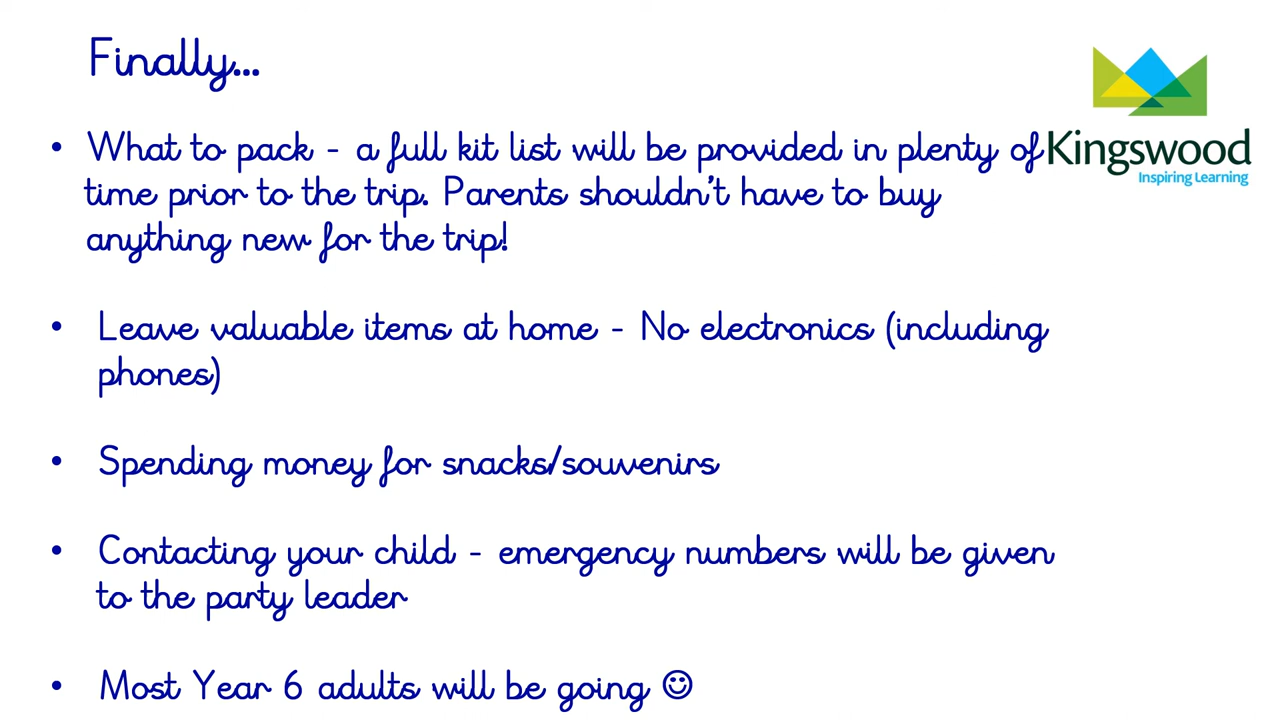 Finally...
• What to pack - a full kit list will be provided in plenty of
time prior to the trip. Parents shouldn't have to buy
anything new for the trip!
• Leave valuable items at home - No electronics (including
phones)
• Spending money for snacks/souvenirs
• Contacting your child - emergency numbers will be given
to the party leader
• Most Year 6 adults will be going ☺
Kingswood
Inspiring Learning